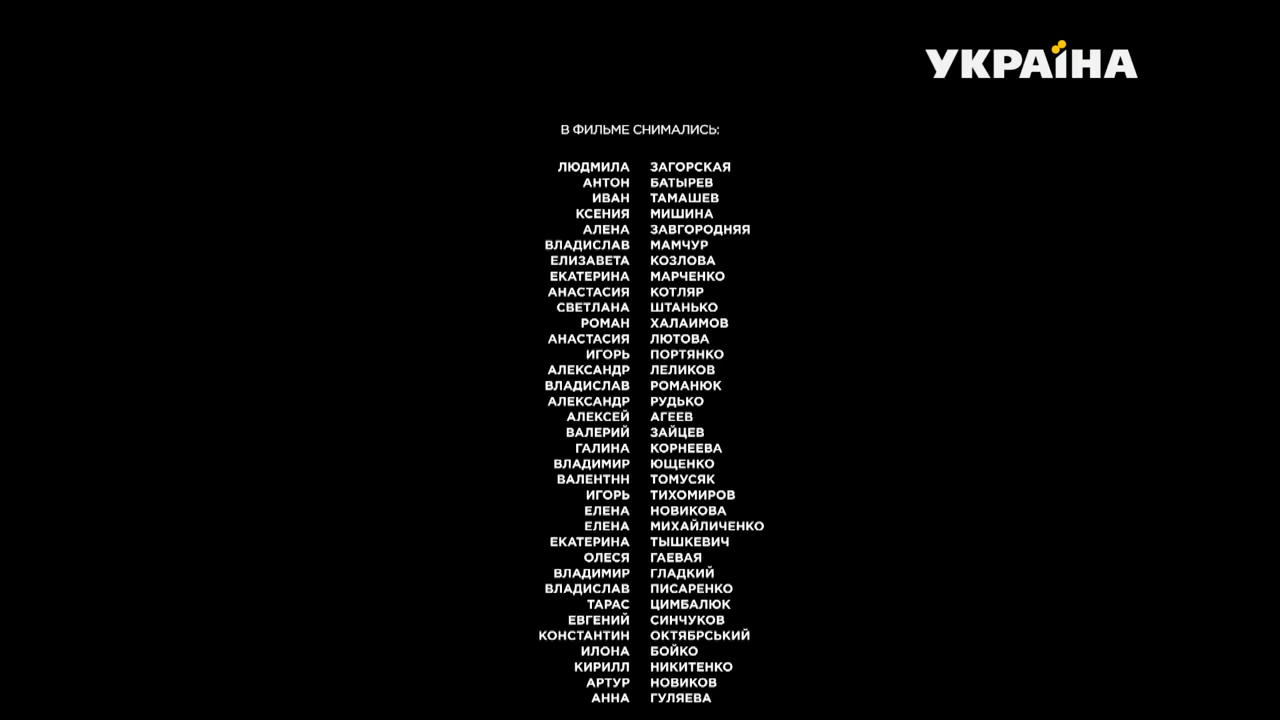 УКРАЇНА
В ФИЛЬМЕ СНИМАЛИСЬ:
ЛЮДМИЛА ЗАГОРСКАЯ
АНТОН БАТЫРЕВ
ИВАН ТАМАШЕВ
КСЕНИЯ МИШИНА
АЛЕНА ЗАВГОРОДНЯЯ
ВЛАДИСЛАВ МАМЧУР
ЕЛИЗАВЕТА КОЗЛОВА
ЕКАТЕРИНА МАРЧЕНКО
АНАСТАСИЯ КОТЛЯР
СВЕТЛАНА ШТАНЬКО
РОМАН ХАЛАИМОВ
АНАСТАСИЯ ЛЮТОВА
ИГОРЬ ПОРТЯНКО
АЛЕКСАНДР ЛЕЛИКОВ
ВЛАДИСЛАВ РОМАНЮК
АЛЕКСАНДР РУДЬКО
АЛЕКСЕЙ АГЕЕВ
ВАЛЕРИЙ ЗАЙЦЕВ
ГАЛИНА КОРНЕЕВА
ВЛАДИМИР ЮЩЕНКО
ВАЛЕНТНН ТОМУСЯК
ИГОРЬ ТИХОМИРОВ
ЕЛЕНА НОВИКОВА
ЕЛЕНА МИХАЙЛИЧЕНКО
ЕКАТЕРИНА ТЫШКЕВИЧ
ОЛЕСЯ ГАЕВАЯ
ВЛАДИМИР ГЛАДКИЙ
ВЛАДИСЛАВ ПИСАРЕНКО
ТАРАС ЦИМБАЛЮК
ЕВГЕНИЙ СИНЧУКОВ
КОНСТАНТИН ОКТЯБРСЬКИЙ
ИЛОНА БОЙКО
КИРИЛЛ НИКИТЕНКО
АРТУР НОВИКОВ
АННА ГУЛЯЕВА